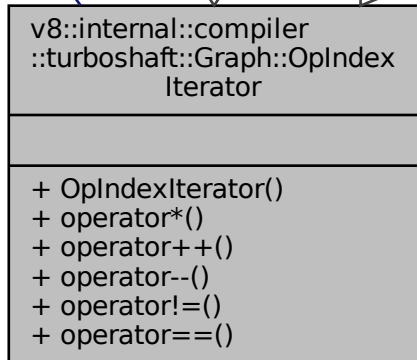 v8::internal::compiler
::turboshaft::Graph::OpIndex
Iterator
+ OpIndexIterator()
+ operator*()
+ operator++()
+ operator--()
+ operator!=()
+ operator==()